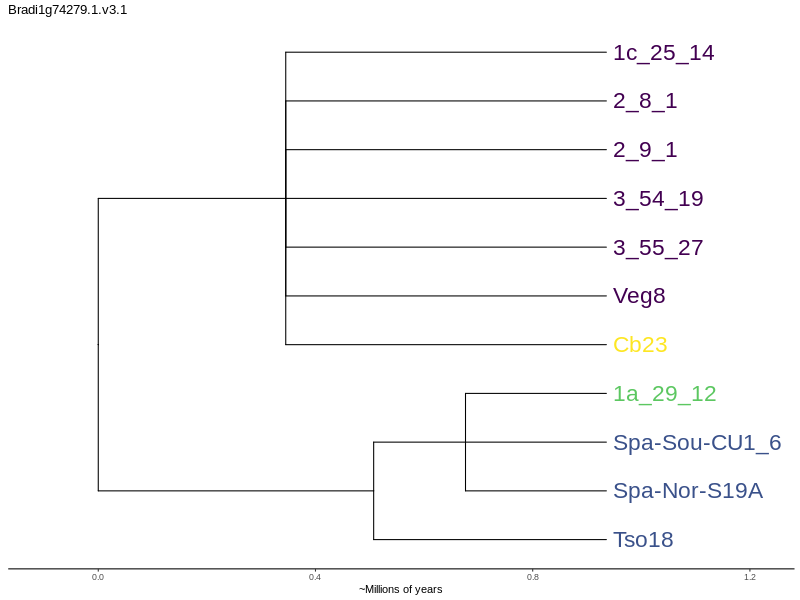 Bradi1g74279.1.v3.1
1c_25_14
2_8_1
2_9_1
3_54_19
3_55_27
Veg8
Cb23
1a_29_12
Spa-Sou-CU1_6
Spa-Nor-S19A
Tso18
0.0 0.4 0.8 1.2
~Millions of years